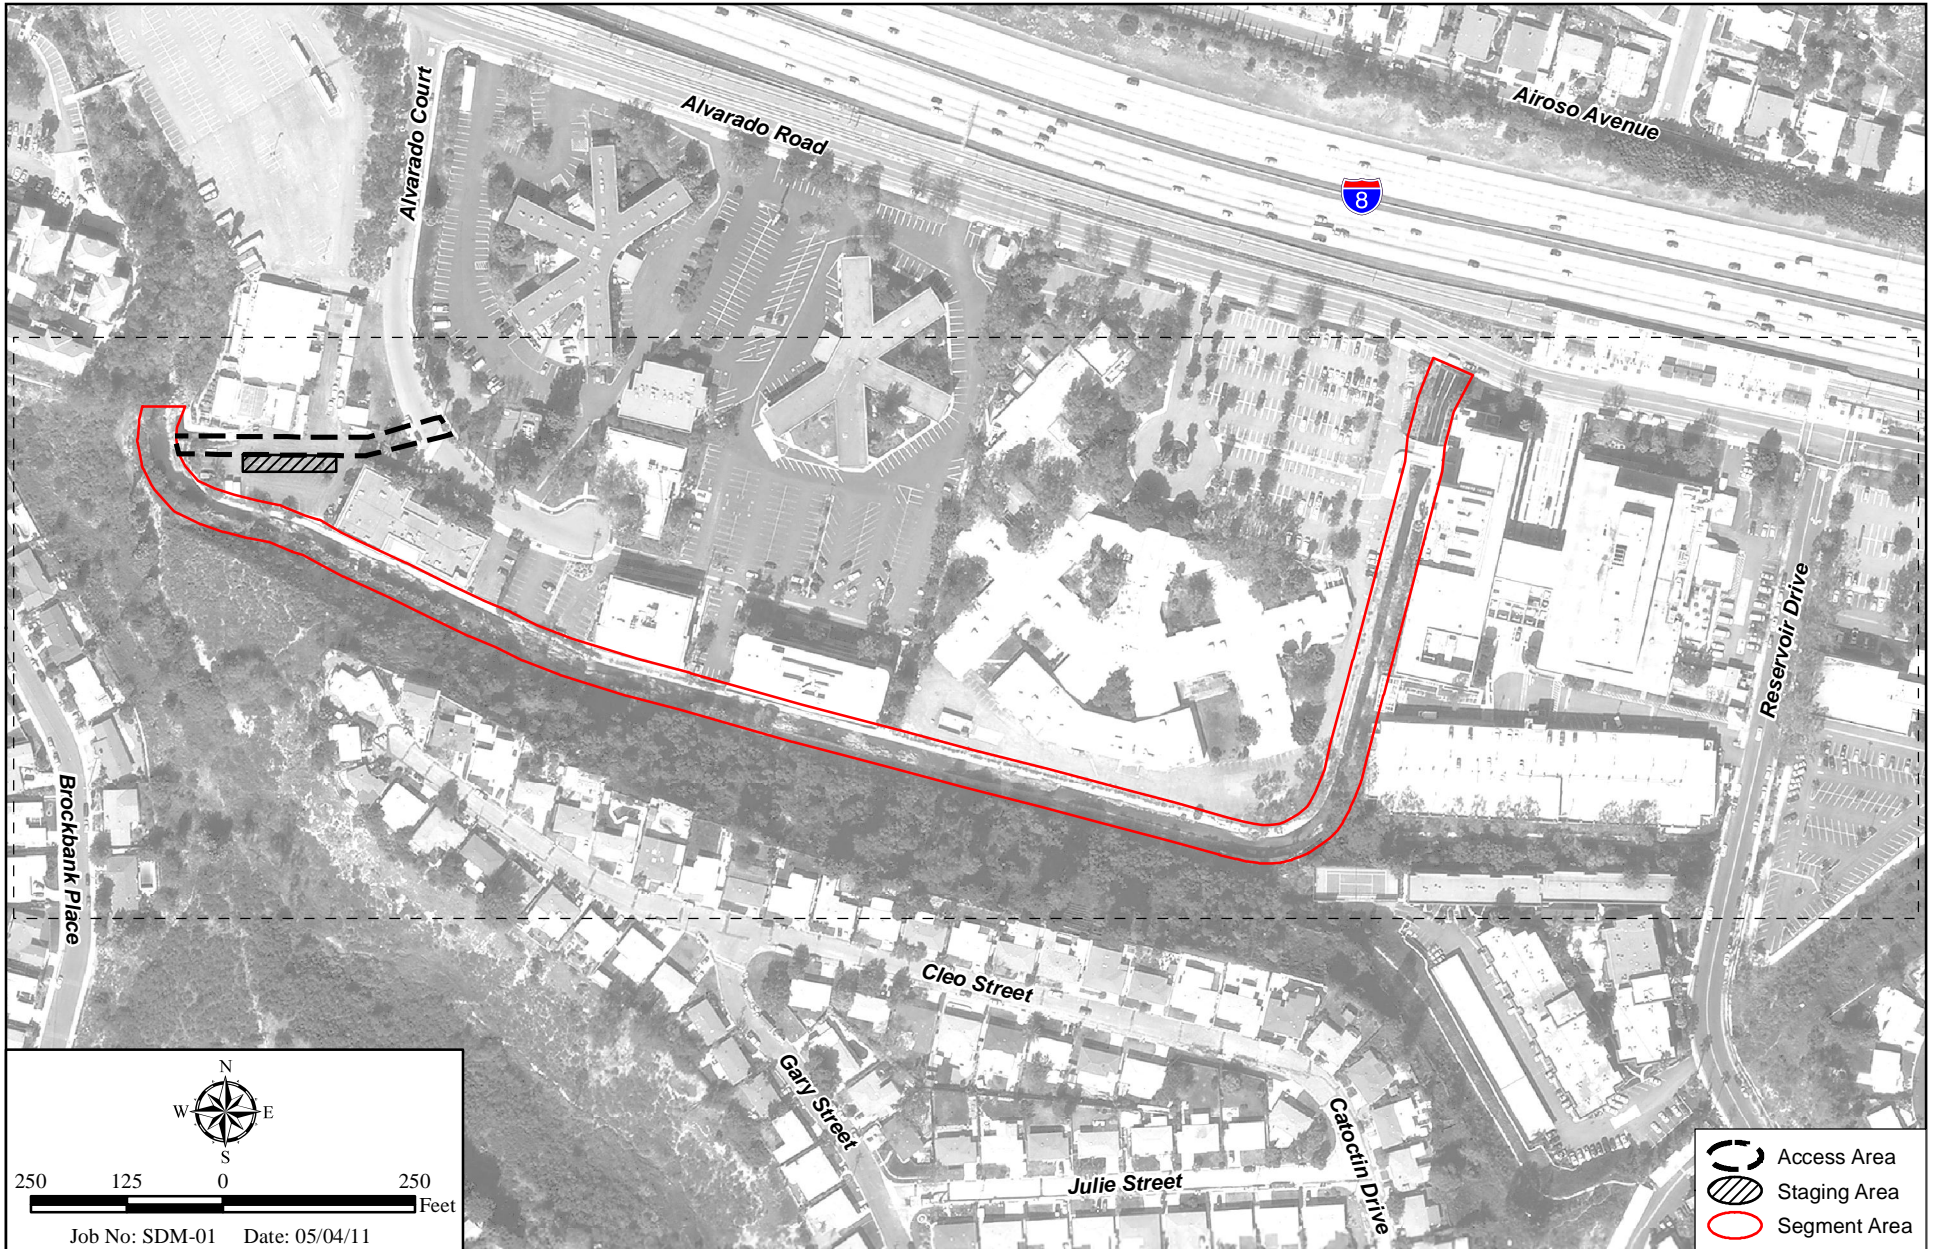 Airoso Avenue
Alvarado Court
Alvarado Road
8
Reservoir Drive
Brockbank Place
Cleo Street
Gary Street
Catoctin Drive
Julie Street
N
W E
S
250 125 0 250
Feet
Job No: SDM-01 Date: 05/04/11
Access Area
Staging Area
Segment Area